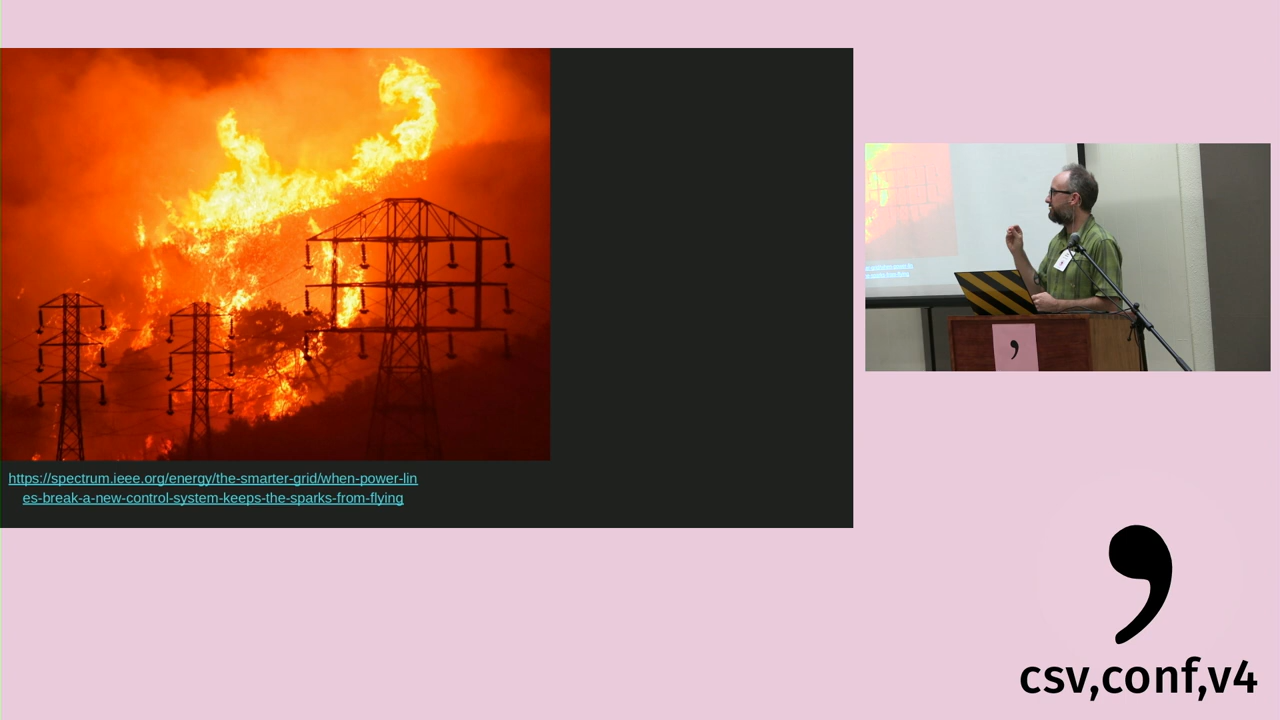 https://spectrum.ieee.org/energy/the-smarter-grid/when-power-lin
es-break-a-new-control-system-keeps-the-sparks-from-flying
,
csv,conf,v4